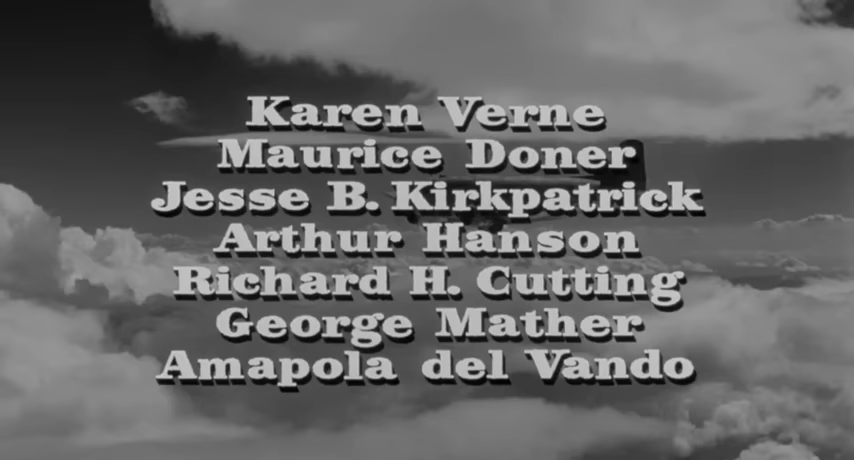 Karen Verne
Maurice Doner
Jesse B. Kirkpatrick
Arthur Hanson
Richard H. Cutting
George Mather
Amapola del Vando